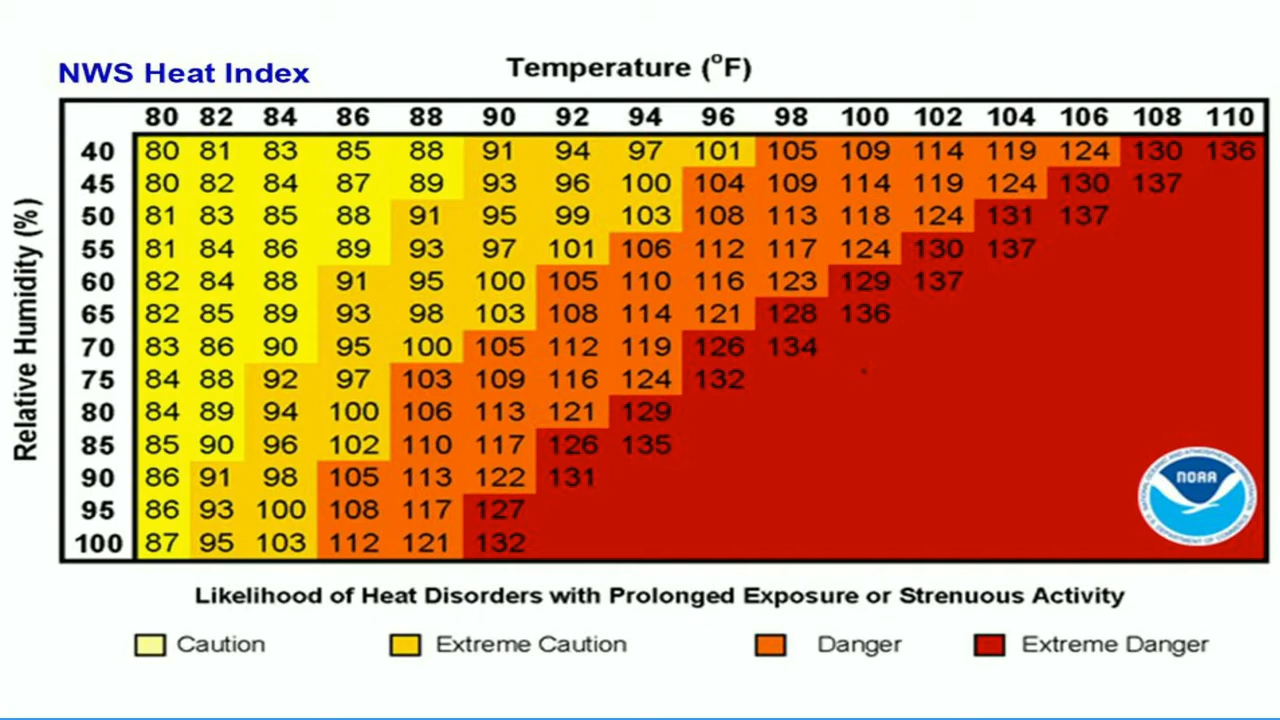 NWS Heat Index
Temperature (°F)
80 82 84 86 88 90 92 94 96 98 100 102 104 106 108 110
Relative Humidity (%)
40 80 81 83 85 88 91 94 97 101 105 109 114 119 124 130 136
45 80 82 84 87 89 93 96 100 104 109 114 119 124 130 137
50 81 83 85 88 91 95 99 103 108 113 118 124 131 137
55 81 84 86 89 93 97 101 106 112 117 124 130 137
60 82 84 88 91 95 100 105 110 116 123 129 137
65 82 85 89 93 98 103 108 114 121 128 136
70 83 86 90 95 100 105 112 119 126 134
75 84 88 92 97 103 109 116 124 132
80 84 89 94 100 106 113 121 129
85 85 90 96 102 110 117 126 135
90 86 91 98 105 113 122 131
95 86 93 100 108 117 127
100 87 95 103 112 121 132
NOAA
Likelihood of Heat Disorders with Prolonged Exposure or Strenuous Activity
Caution
Extreme Caution
Danger
Extreme Danger